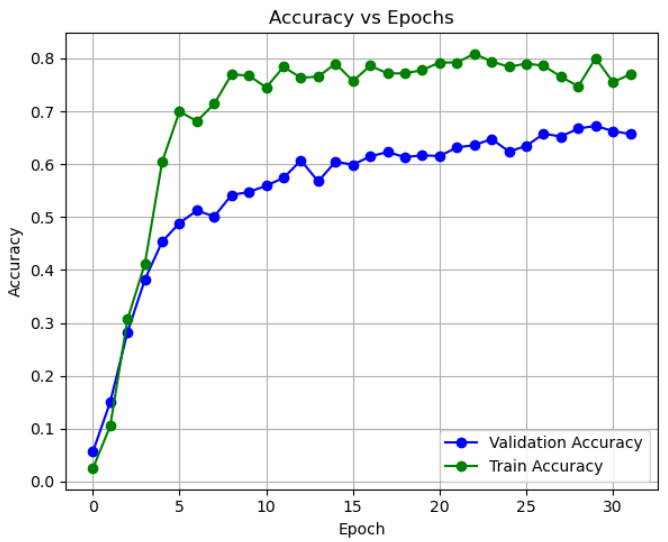 Accuracy vs Epochs
Accuracy
0.8
0.7
0.6
0.5
0.4
0.3
0.2
0.1
0.0
Validation Accuracy
Train Accuracy
0 5 10 15 20 25 30
Epoch